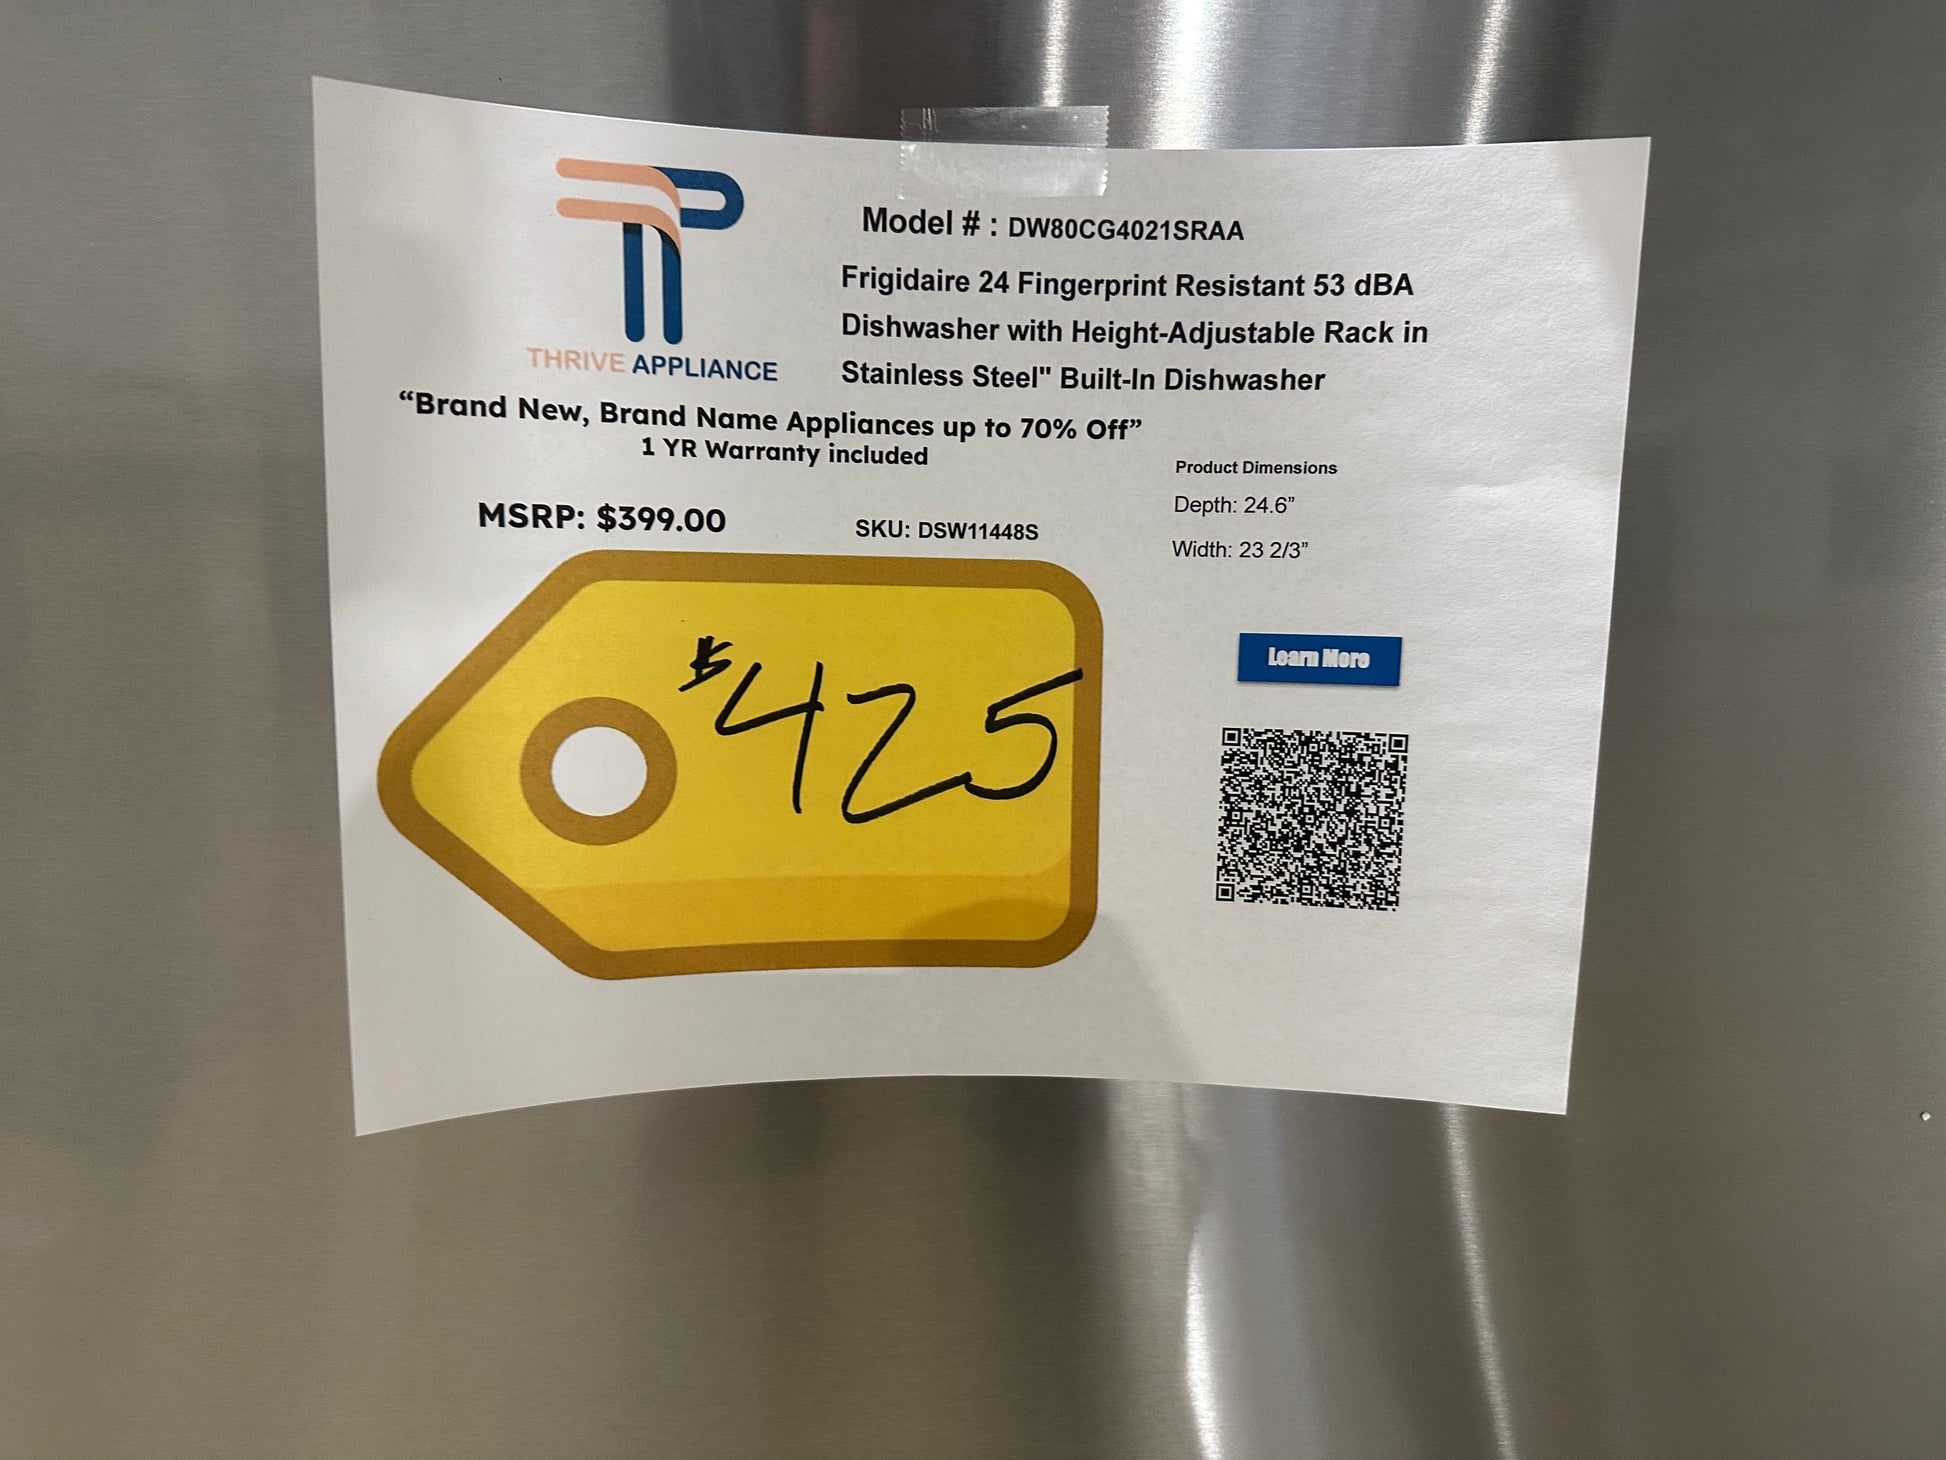 THRIVE APPLIANCE
Model # : DW80CG4021SRAA
Frigidaire 24 Fingerprint Resistant 53 dBA
Dishwasher with Height-Adjustable Rack in
Stainless Steel" Built-In Dishwasher
“Brand New, Brand Name Appliances up to 70% Off”
1 YR Warranty included
MSRP: $399.00
SKU: DSW11448S
Product Dimensions
Depth: 24.6”
Width: 23 2/3”
$425
Learn More